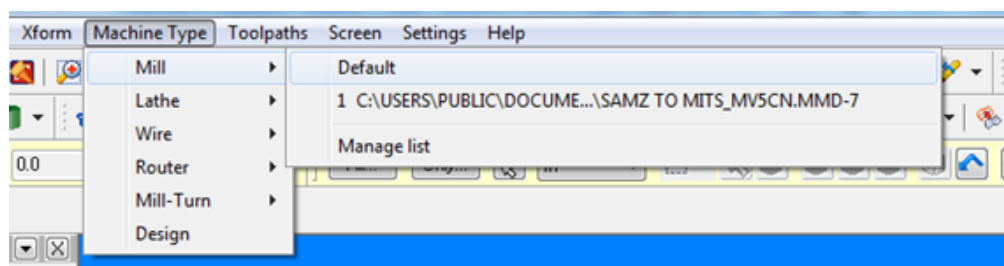 Xform Machine Type Toolpaths Screen Settings Help
Mill
Default
Lathe
1 C:\USERS\PUBLIC\DOCUME...\SAMZ TO MITS_MV5CN.MMD-7
Wire
Manage list
0.0
Router
Mill-Turn
Design